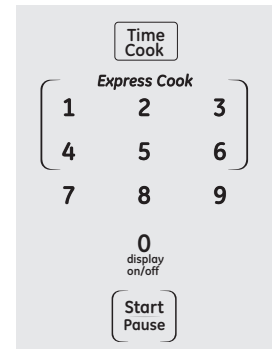 Time
Cook
Express Cook
1 2 3
4 5 6
7 8 9
0
display
on/off
Start
Pause